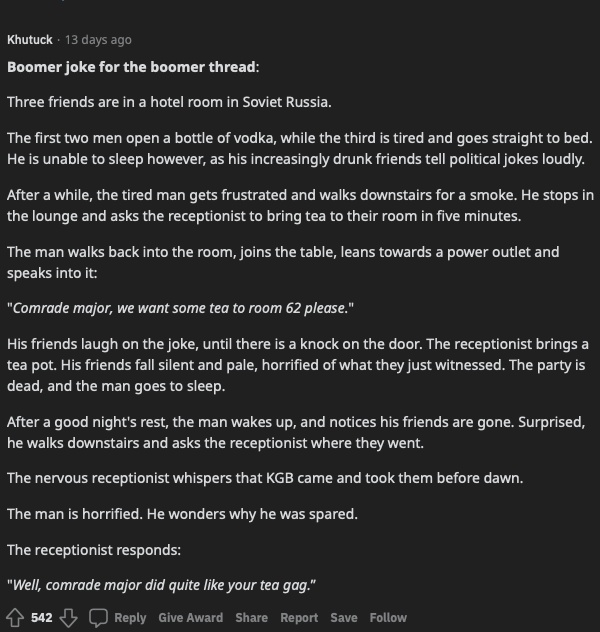 Khutuck · 13 days ago
Boomer joke for the boomer thread:
Three friends are in a hotel room in Soviet Russia.
The first two men open a bottle of vodka, while the third is tired and goes straight to bed.
He is unable to sleep however, as his increasingly drunk friends tell political jokes loudly.
After a while, the tired man gets frustrated and walks downstairs for a smoke. He stops in
the lounge and asks the receptionist to bring tea to their room in five minutes.
The man walks back into the room, joins the table, leans towards a power outlet and
speaks into it:
"Comrade major, we want some tea to room 62 please."
His friends laugh on the joke, until there is a knock on the door. The receptionist brings a
tea pot. His friends fall silent and pale, horrified of what they just witnessed. The party is
dead, and the man goes to sleep.
After a good night's rest, the man wakes up, and notices his friends are gone. Surprised,
he walks downstairs and asks the receptionist where they went.
The nervous receptionist whispers that KGB came and took them before dawn.
The man is horrified. He wonders why he was spared.
The receptionist responds:
"Well, comrade major did quite like your tea gag."
542 Reply Give Award Share Report Save Follow